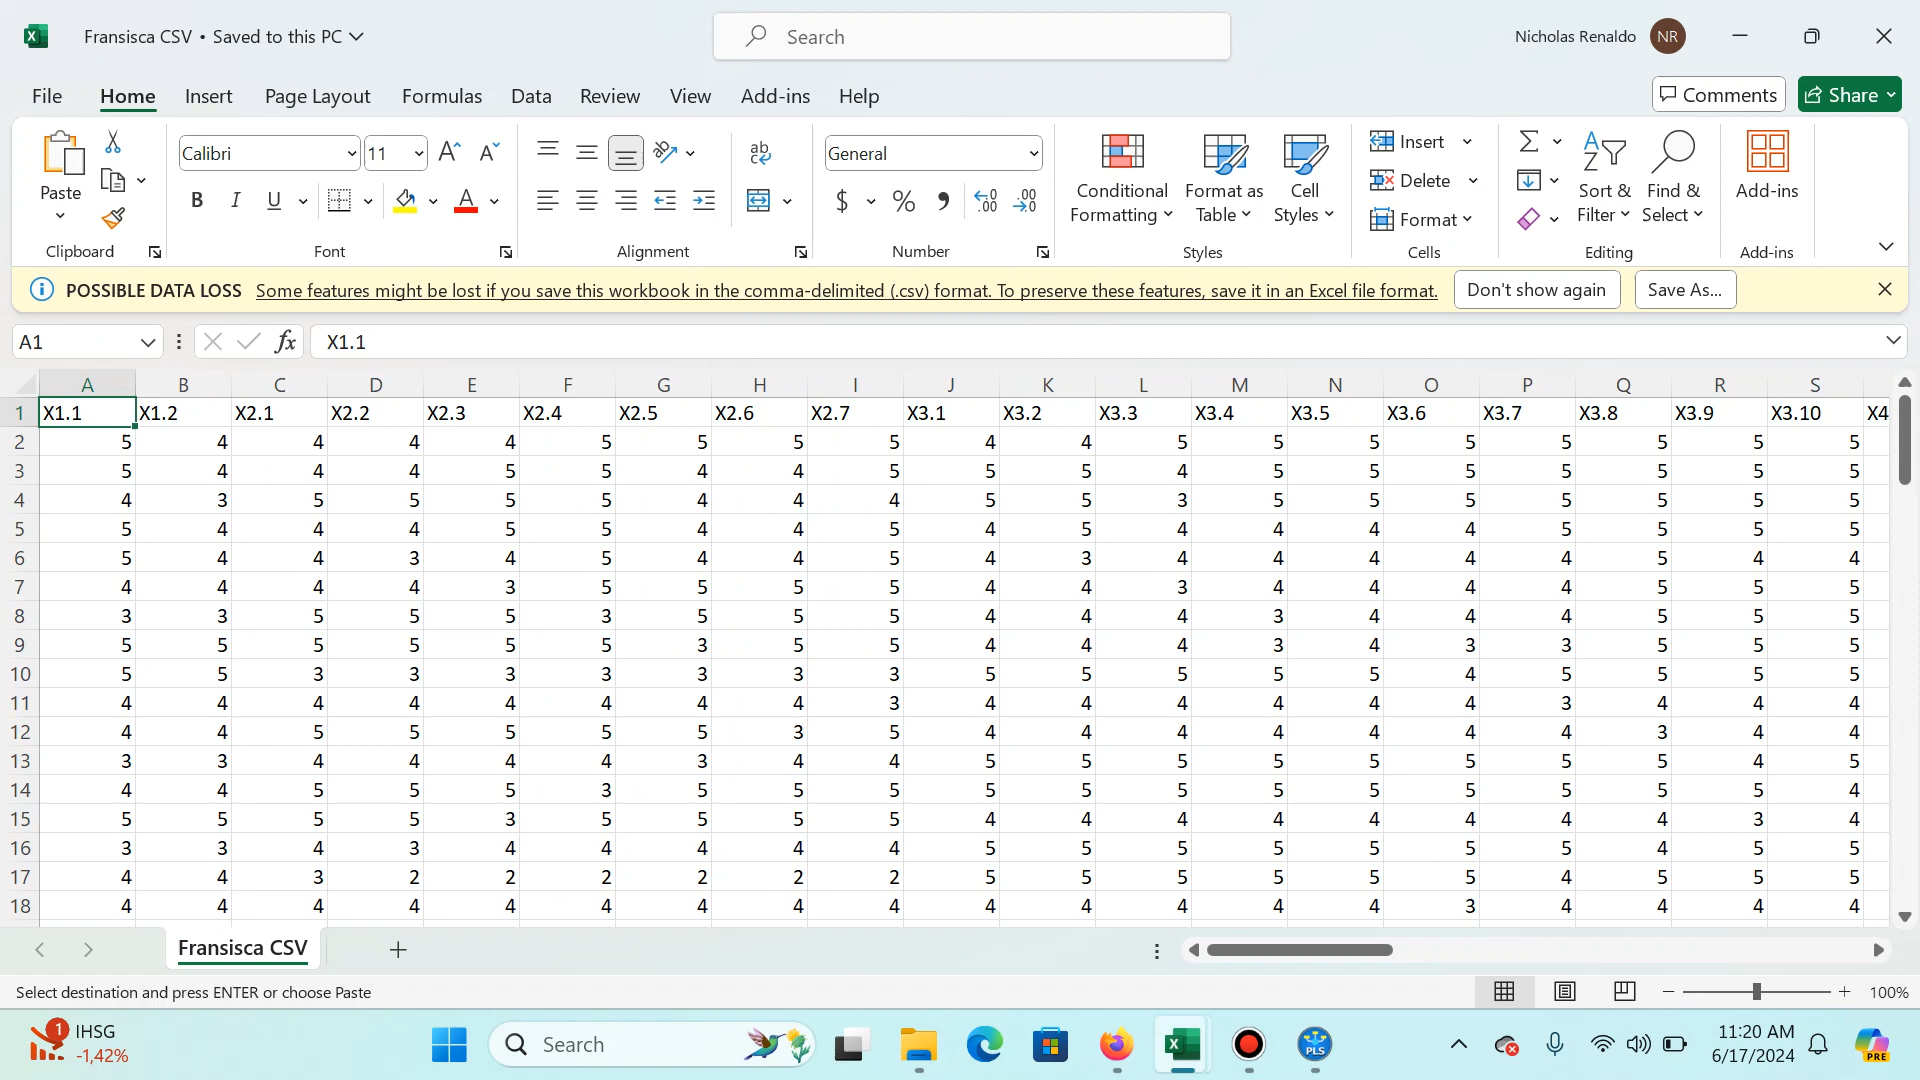 Fransisca CSV • Saved to this PC
Search
Nicholas Renaldo
NR
File Home Insert Page Layout Formulas Data Review View Add-ins Help
Comments
Share
Paste
Clipboard
Calibri 11
B I U
Font
Alignment
General
Number
Conditional Formatting
Format as Table
Cell Styles
Styles
Insert
Delete
Format
Cells
Sort & Filter
Find & Select
Editing
Add-ins
Add-ins
POSSIBLE DATA LOSS Some features might be lost if you save this workbook in the comma-delimited (.csv) format. To preserve these features, save it in an Excel file format. Don't show again Save As...
A1 fx X1.1
A B C D E F G H I J K L M N O P Q R S
1 X1.1 X1.2 X2.1 X2.2 X2.3 X2.4 X2.5 X2.6 X2.7 X3.1 X3.2 X3.3 X3.4 X3.5 X3.6 X3.7 X3.8 X3.9 X3.10 X4
2 5 4 4 4 4 5 5 5 5 4 4 5 5 5 5 5 5 5 5
3 5 4 4 4 5 5 4 4 5 5 5 4 5 5 5 5 5 5 5
4 4 3 5 5 5 5 4 4 4 5 5 3 5 5 5 5 5 5 5
5 5 4 4 4 5 5 4 4 5 4 5 4 4 4 4 5 5 5 5
6 5 4 4 3 4 5 4 4 5 4 3 4 4 4 4 4 5 4 4
7 4 4 4 4 3 5 5 5 5 4 4 3 4 4 4 4 5 5 5
8 3 3 5 5 5 3 5 5 5 4 4 4 3 4 4 4 5 5 5
9 5 5 5 5 5 5 3 5 5 4 4 4 3 4 3 3 5 5 5
10 5 5 3 3 3 3 3 3 3 5 5 5 5 5 4 5 5 5 5
11 4 4 4 4 4 4 4 4 3 4 4 4 4 4 4 3 4 4 4
12 4 4 5 5 5 5 5 3 5 4 4 4 4 4 4 4 3 4 4
13 3 3 4 4 4 4 3 4 4 5 5 5 5 5 5 5 5 4 5
14 4 4 5 5 5 3 5 5 5 5 5 5 5 5 5 5 5 5 4
15 5 5 5 5 3 5 5 5 5 4 4 4 4 4 4 4 4 3 4
16 3 3 4 3 4 4 4 4 4 5 5 5 5 5 5 5 4 5 5
17 4 4 3 2 2 2 2 2 2 5 5 5 5 5 5 4 5 5 5
18 4 4 4 4 4 4 4 4 4 4 4 4 4 4 3 4 4 4 4
Fransisca CSV
Select destination and press ENTER or choose Paste
100%
1
IHSG
-1,42%
Search
PLS
11:20 AM
6/17/2024
PRE